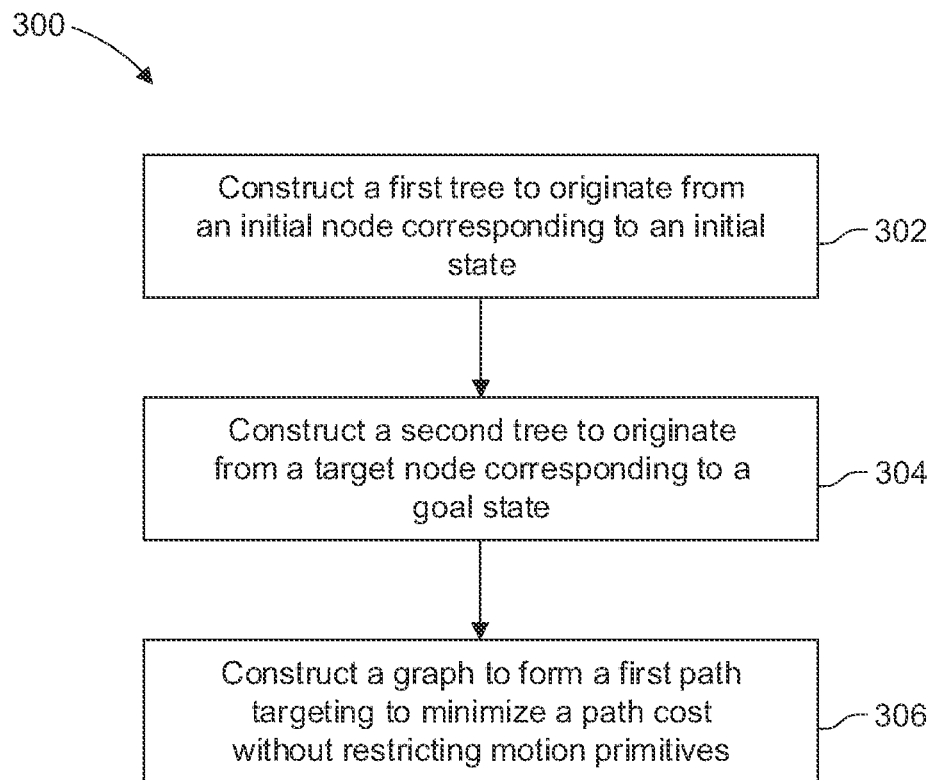 300
Construct a first tree to originate from
an initial node corresponding to an initial
state
302
Construct a second tree to originate
from a target node corresponding to a
goal state
304
Construct a graph to form a first path
targeting to minimize a path cost
without restricting motion primitives
306